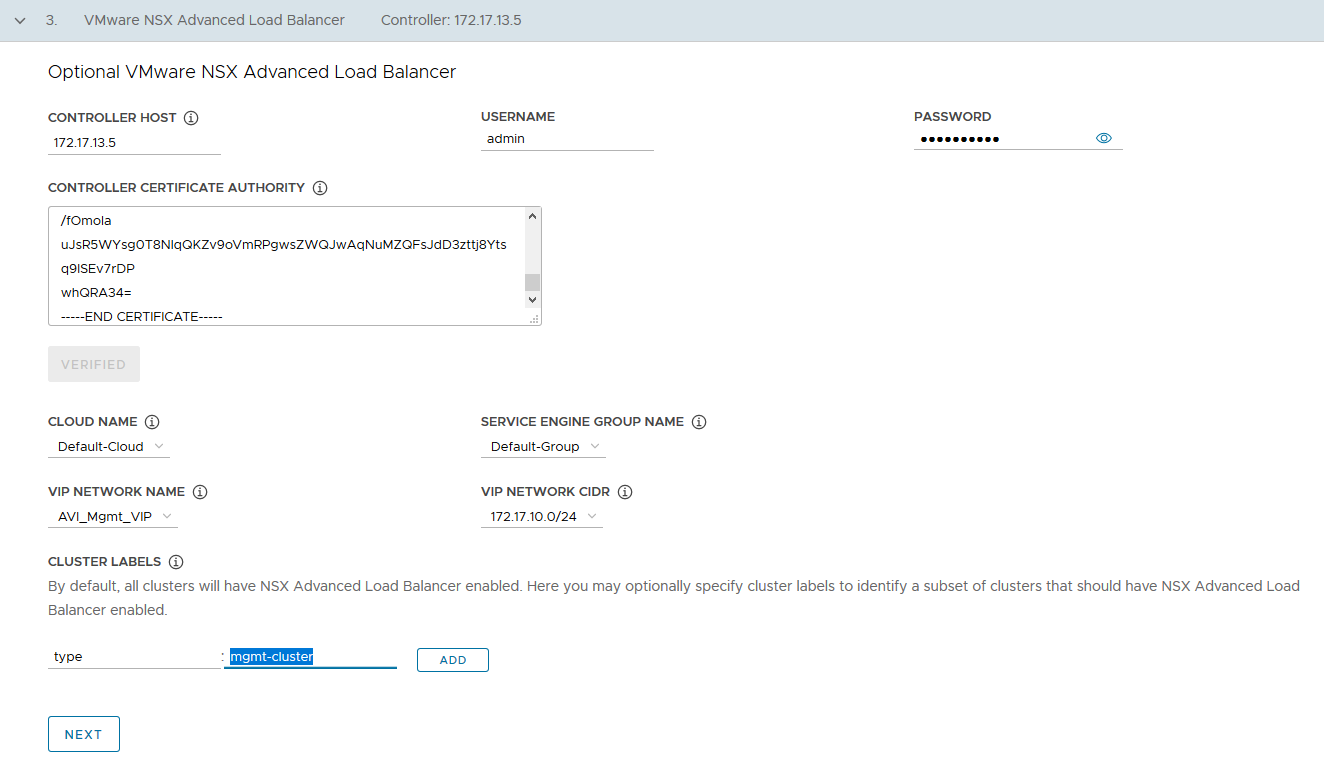 3. VMware NSX Advanced Load Balancer Controller: 172.17.13.5
Optional VMware NSX Advanced Load Balancer
CONTROLLER HOST USERNAME PASSWORD
172.17.13.5 admin ••••••••••
CONTROLLER CERTIFICATE AUTHORITY
/fOmola
uJsR5WYsg0T8NlqQKZv9oVmRPgwsZWQJwAqNuMZQFsJdD3zttj8Yts
q9ISEv7rDP
whQRA34=
-----END CERTIFICATE-----
VERIFIED
CLOUD NAME SERVICE ENGINE GROUP NAME
Default-Cloud Default-Group
VIP NETWORK NAME VIP NETWORK CIDR
AVI_Mgmt_VIP 172.17.10.0/24
CLUSTER LABELS
By default, all clusters will have NSX Advanced Load Balancer enabled. Here you may optionally specify cluster labels to identify a subset of clusters that should have NSX Advanced Load
Balancer enabled.
type : mgmt-cluster ADD
NEXT